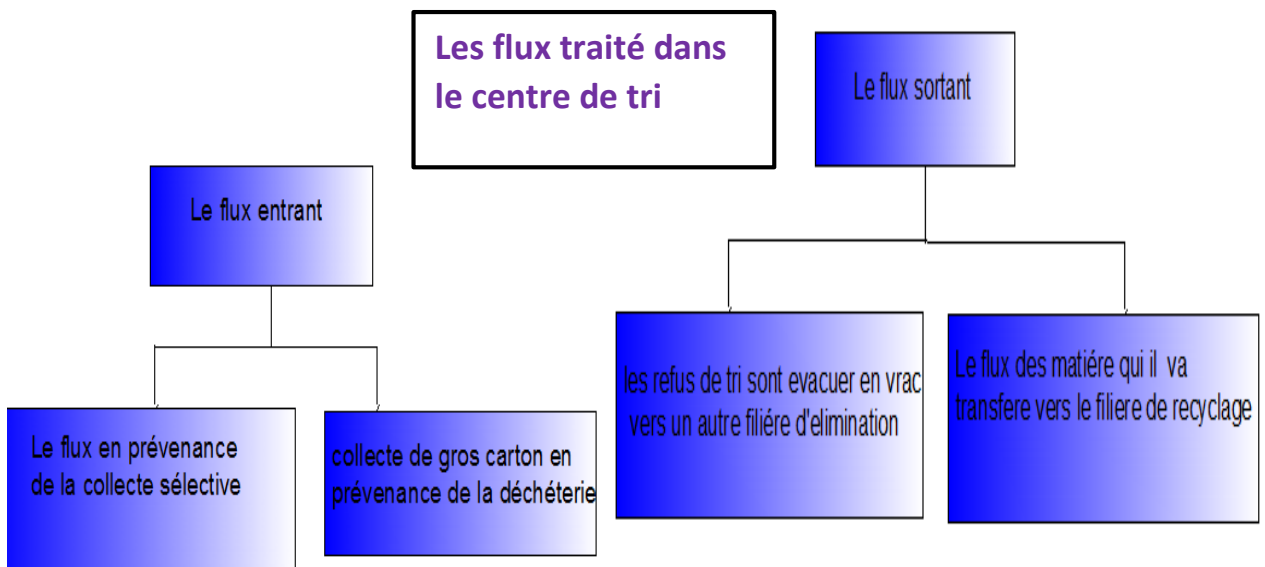 Les flux traité dans
le centre de tri
Le flux sortant
Le flux entrant
les refus de tri sont evacuer en vrac
vers un autre filiére d'elimination
Le flux des matiére qui il va
transfere vers le filiere de recyclage
Le flux en prévenance
de la collecte sélective
collecte de gros carton en
prévenance de la déchéterie